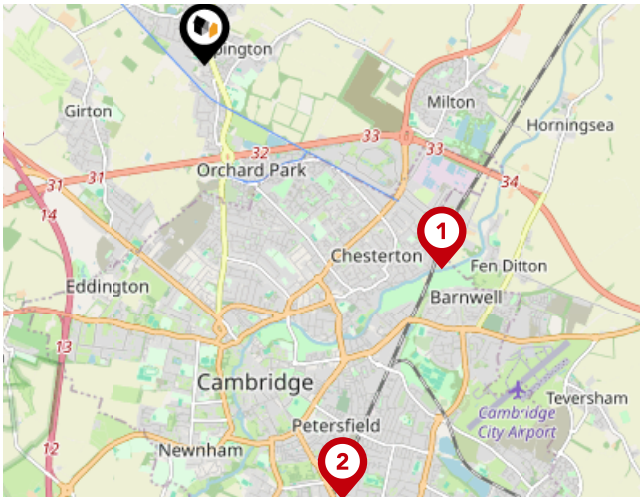 pington
Girton
Milton
Horningsea
33
32
33
Orchard Park
31
31
34
14
1
Chesterton
Fen Ditton
Eddington
Barnwell
13
Cambridge
Teversham
Cambridge
City Airport
Petersfield
12
Newnham
2